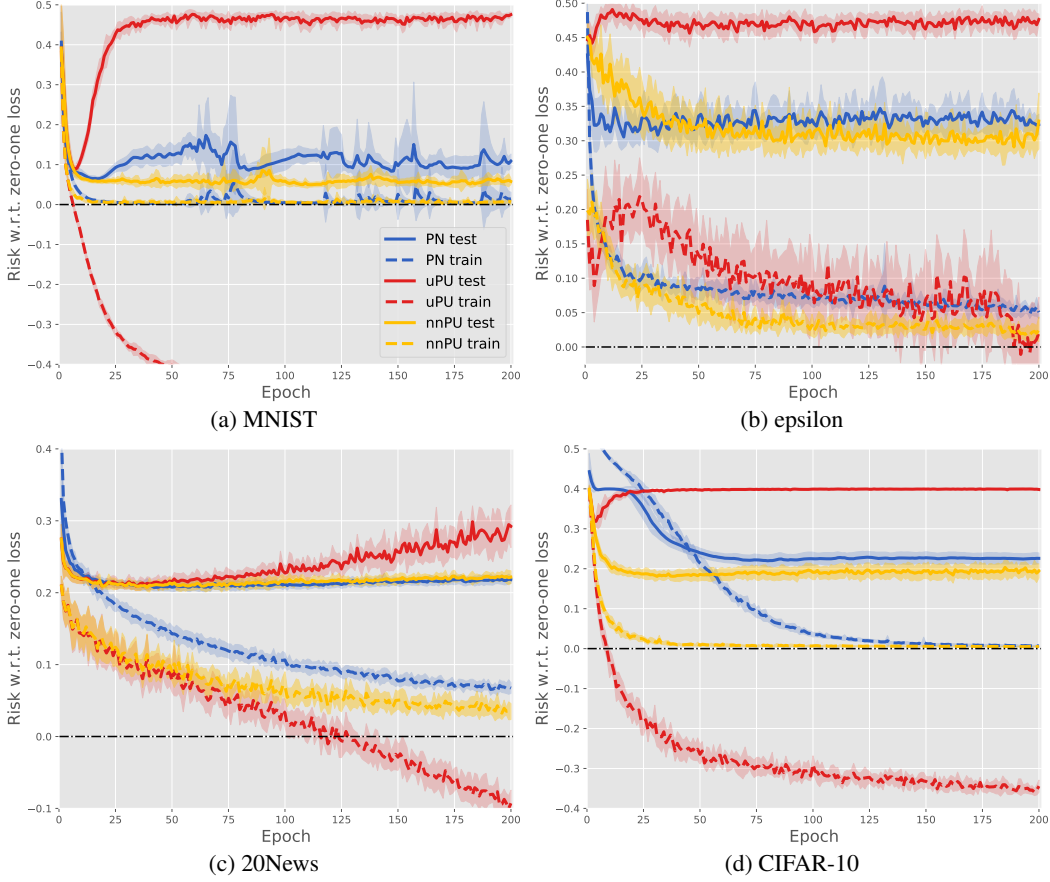 0.5
0.4
0.3
0.2
0.1
0.0
−0.1
−0.2
−0.3
−0.4
Risk w.r.t. zero-one loss
0 25 50 75 100 125 150 175 200
Epoch
PN test
PN train
uPU test
uPU train
nnPU test
nnPU train
(a) MNIST
0.50
0.45
0.40
0.35
0.30
0.25
0.20
0.15
0.10
0.05
0.00
Risk w.r.t. zero-one loss
0 25 50 75 100 125 150 175 200
Epoch
(b) epsilon
0.4
0.3
0.2
0.1
0.0
−0.1
Risk w.r.t. zero-one loss
0 25 50 75 100 125 150 175 200
Epoch
(c) 20News
0.5
0.4
0.3
0.2
0.1
0.0
−0.1
−0.2
−0.3
−0.4
Risk w.r.t. zero-one loss
0 25 50 75 100 125 150 175 200
Epoch
(d) CIFAR-10